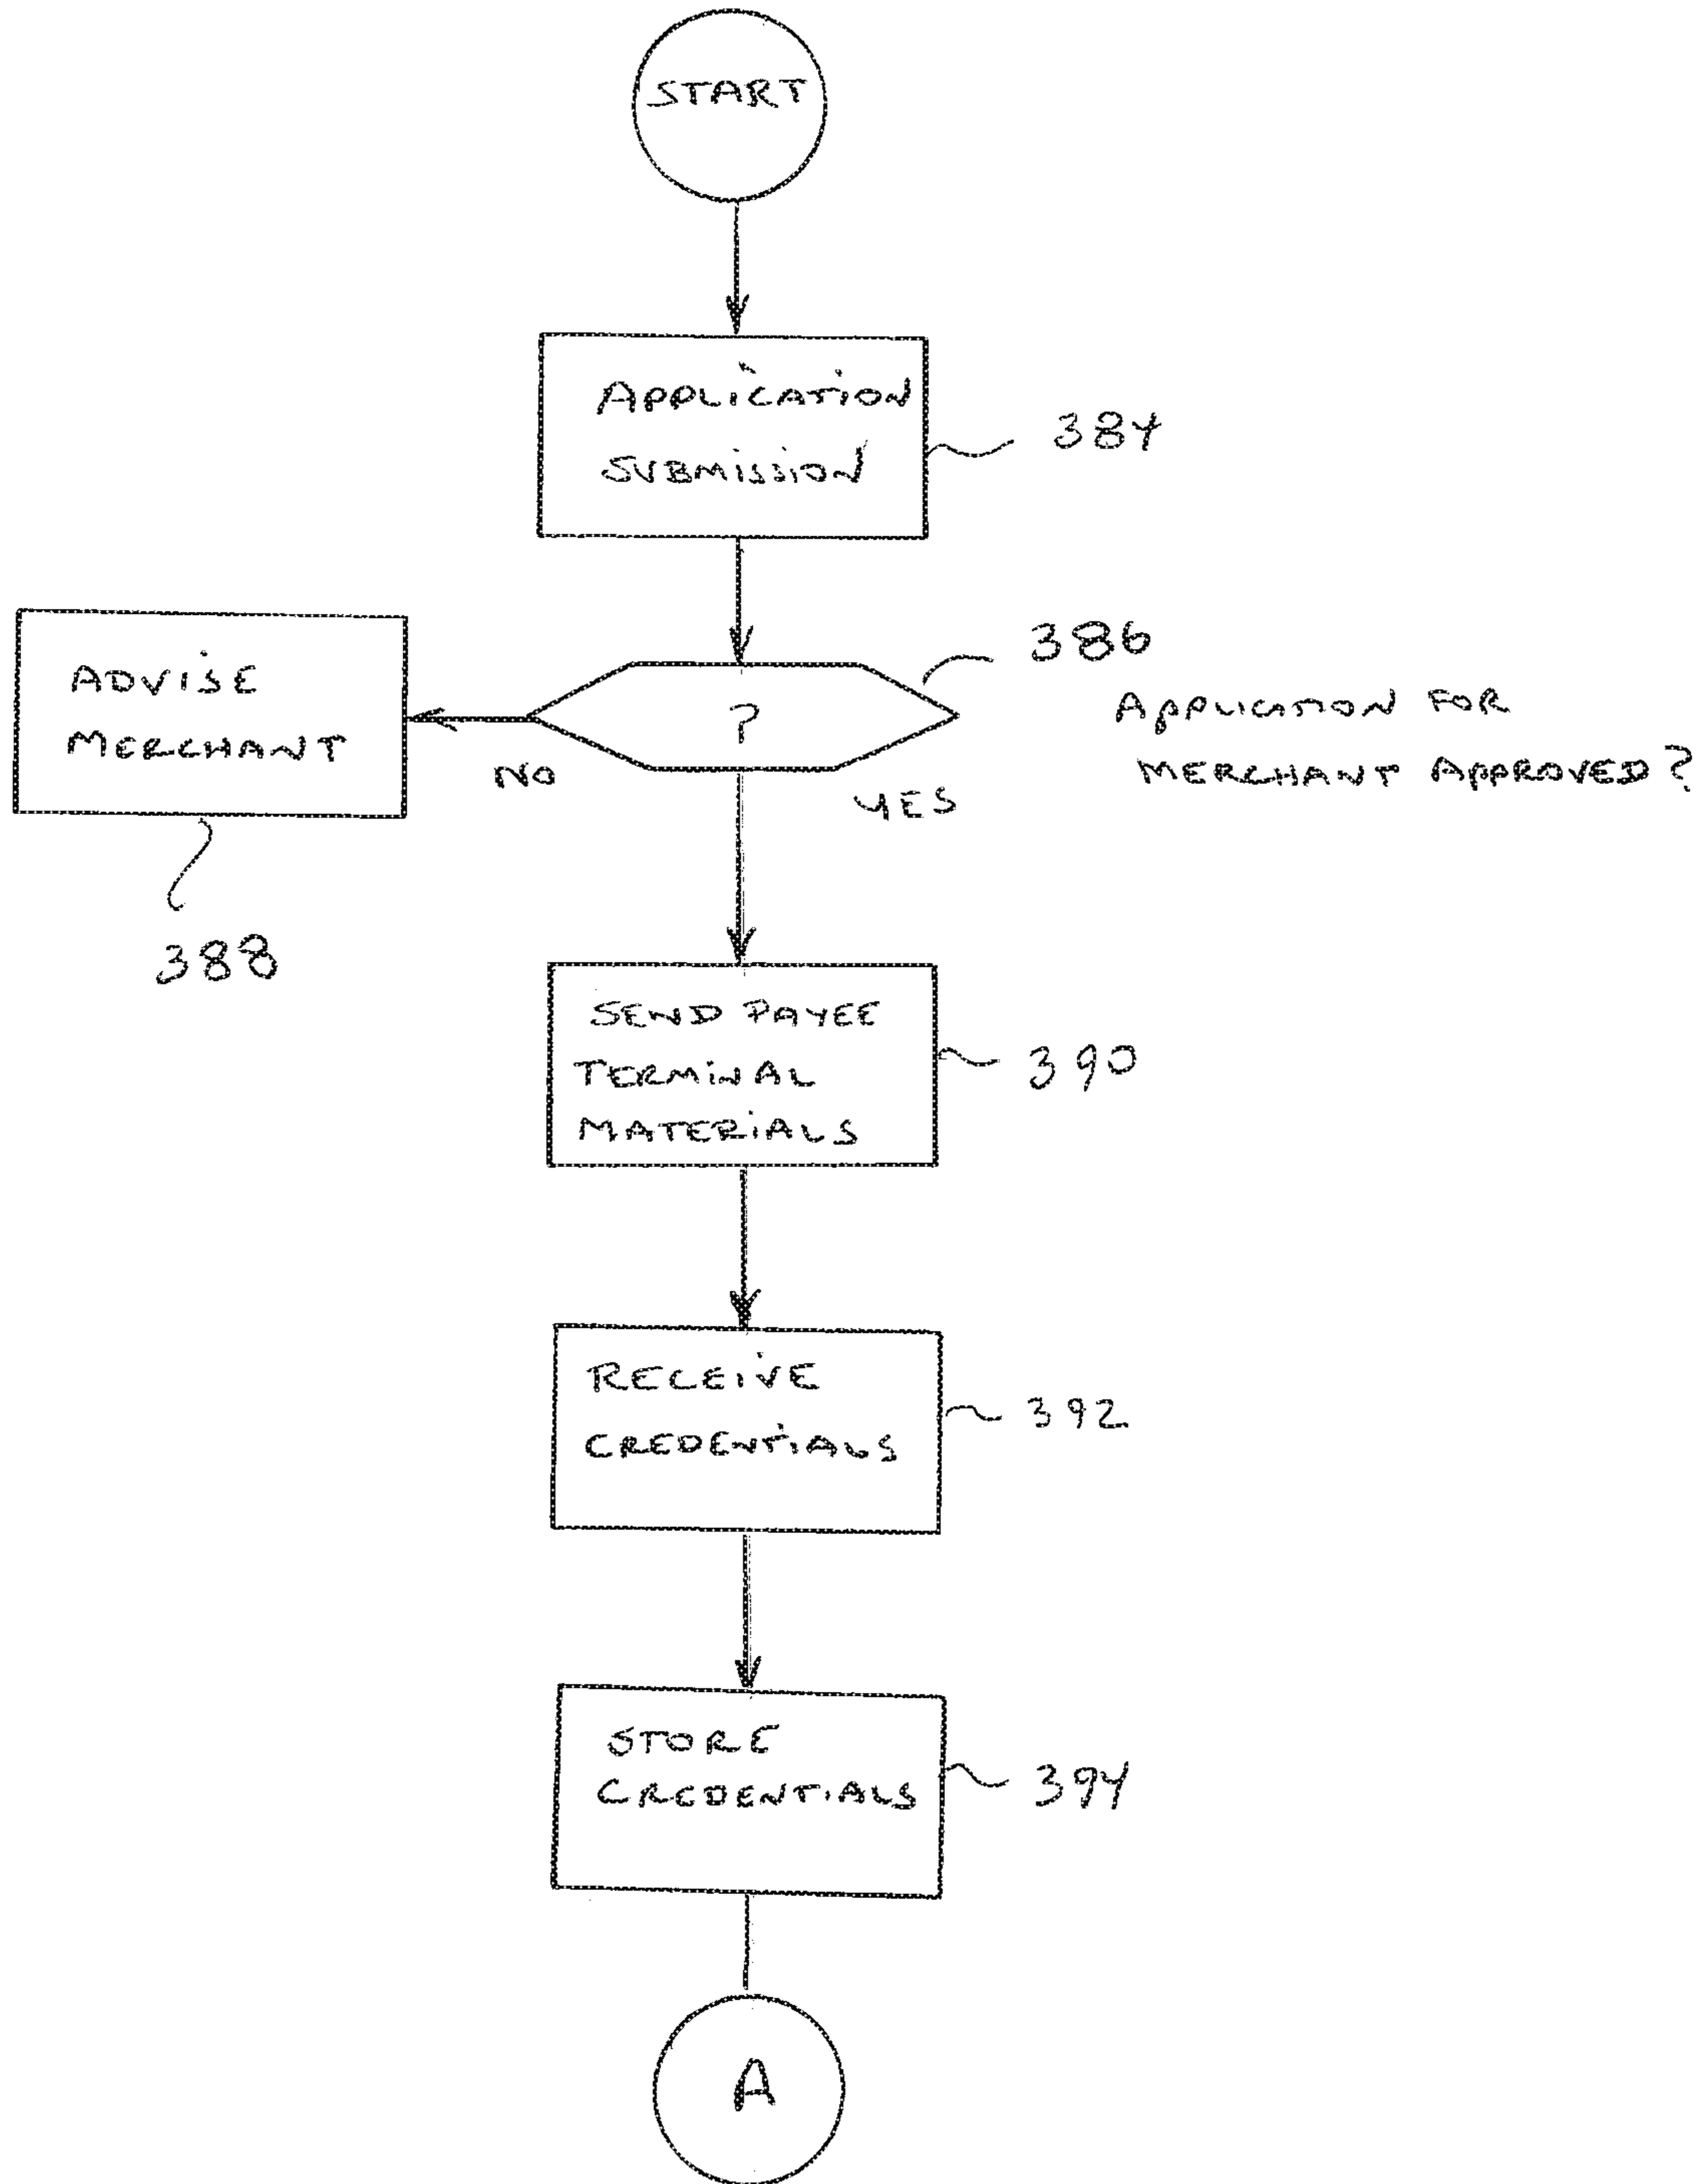 START
APPLICATION
SUBMISSION
384
386
APPLICATION FOR
MERCHANT APPROVED?
?
NO
YES
ADVISE
MERCHANT
388
SEND PAYEE
TERMINAL
MATERIALS
390
RECEIVE
CREDENTIALS
392
STORE
CREDENTIALS
394
A